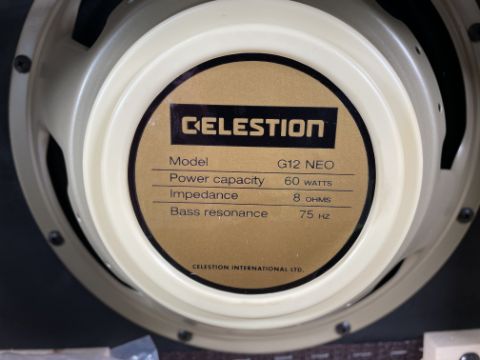 CELESTION
Model G12 NEO
Power capacity 60 WATTS
Impedance 8 OHMS
Bass resonance 75 HZ
CELESTION INTERNATIONAL LTD.